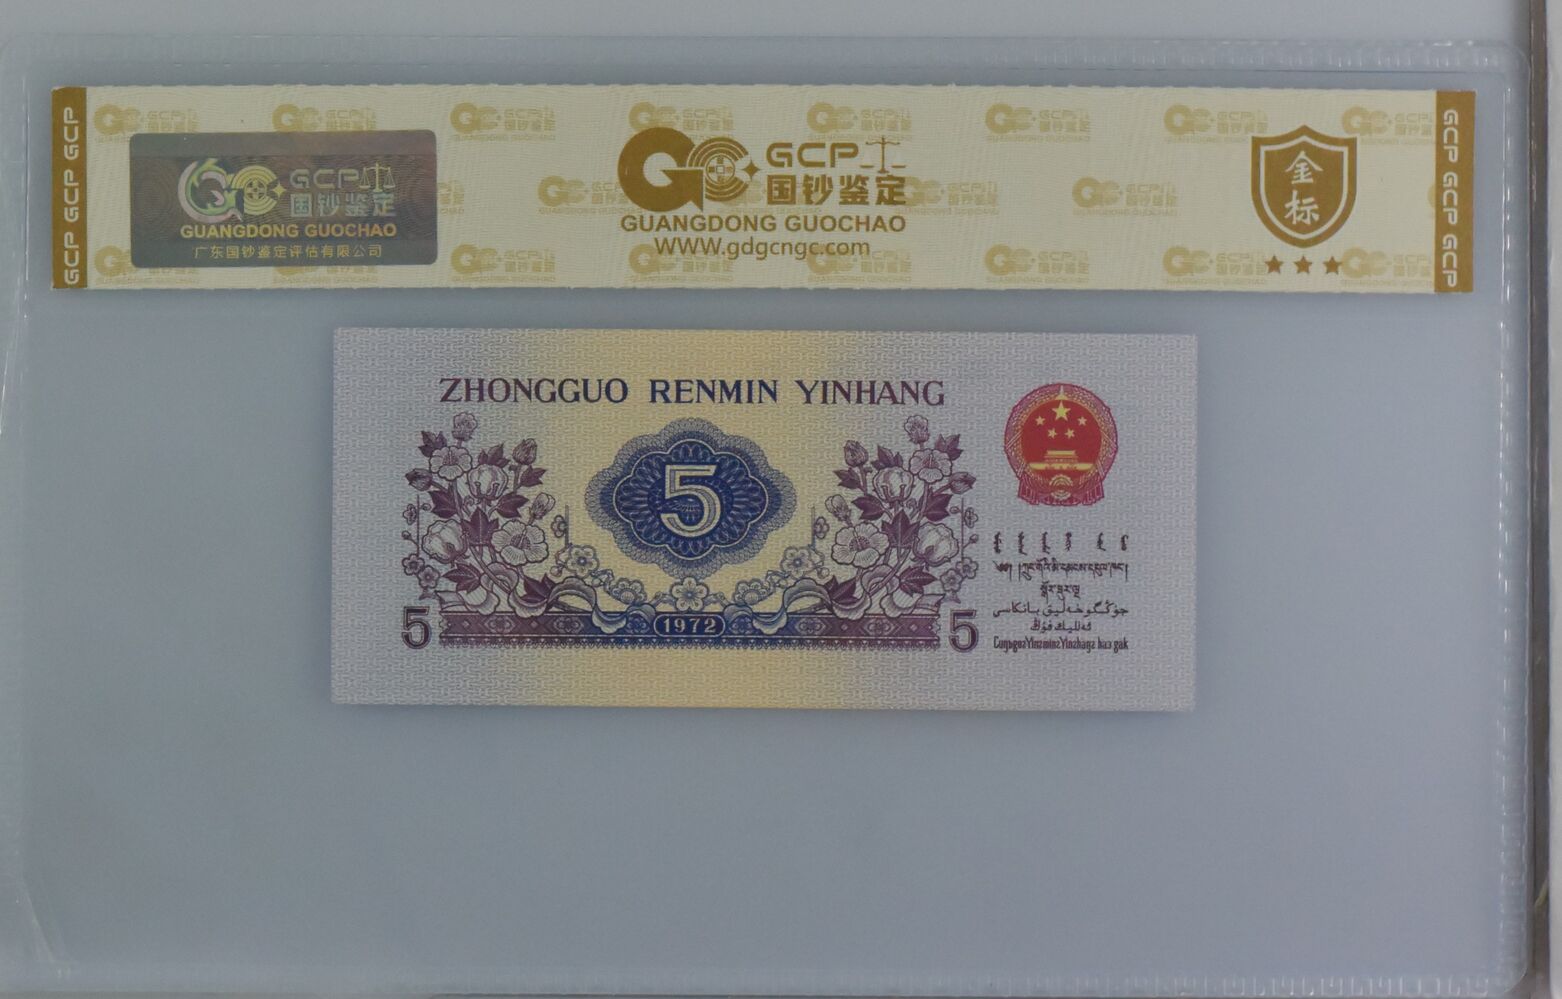 GCP GCP GCP
GCP
国钞鉴定
GUANGDONG GUOCHAO
广东国钞鉴定评估有限公司
GCP
国钞鉴定
GUANGDONG GUOCHAO
WWW.gdgcngc.com
金
标
GCP GCP GCP
ZHONGGUO RENMIN YINHANG
5
5
1972
5